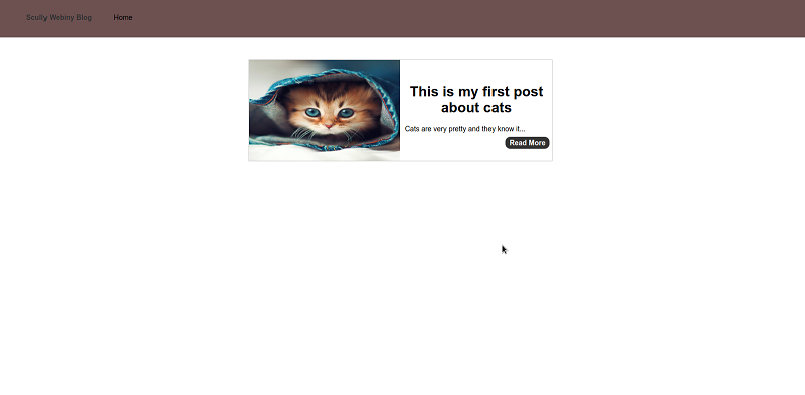 Scully Webiny Blog Home
This is my first post
about cats
Cats are very pretty and they know it...
Read More